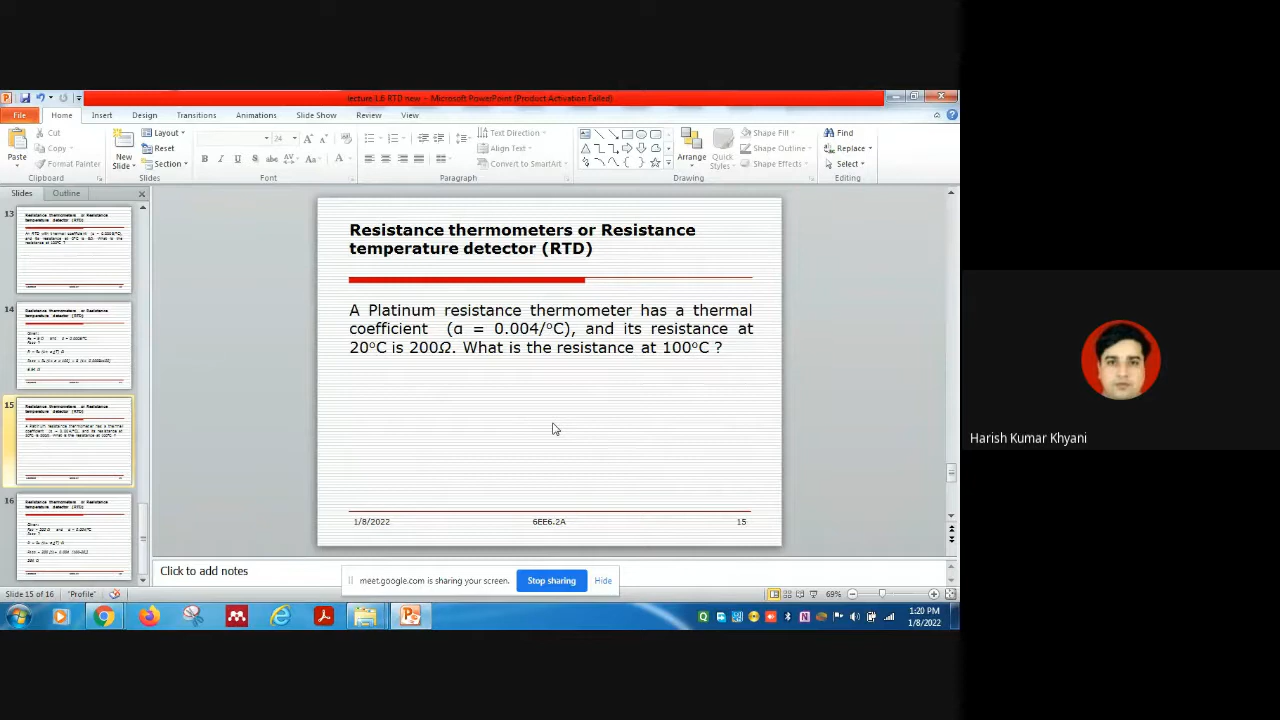 lecture 1.6 RTD new - Microsoft PowerPoint (Product Activation Failed)
File Home Insert Design Transitions Animations Slide Show Review View
Cut
Copy
Format Painter
Paste
Clipboard
New
Slide
Layout
Reset
Section
Slides
24
Font
Text Direction
Align Text
Convert to SmartArt
Paragraph
Arrange
Quick
Styles
Shape Fill
Shape Outline
Shape Effects
Drawing
Find
Replace
Select
Editing
Slides Outline
13
14
15
16
Resistance thermometers or Resistance
temperature detector (RTD)
A Platinum resistance thermometer has a thermal
coefficient (α = 0.004/°C), and its resistance at
20°C is 200Ω. What is the resistance at 100°C ?
1/8/2022 6EE6.2A 15
Click to add notes
meet.google.com is sharing your screen. Stop sharing Hide
Slide 15 of 16 "Profile" 69%
1:20 PM
1/8/2022
Harish Kumar Khyani